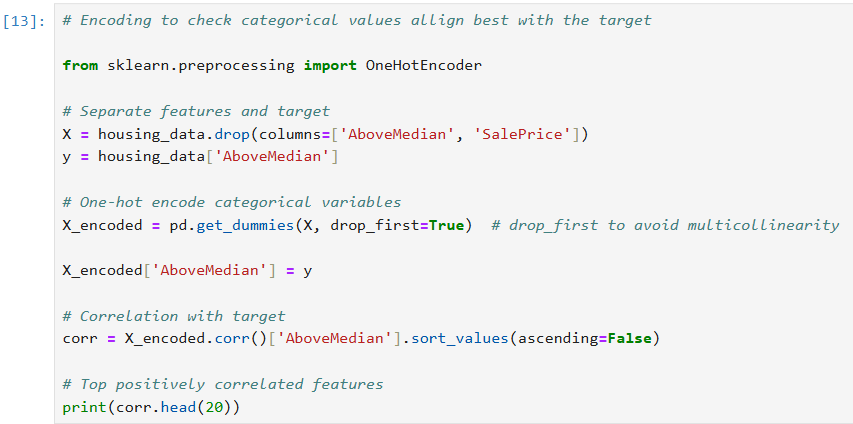 [13]: # Encoding to check categorical values allign best with the target
from sklearn.preprocessing import OneHotEncoder
# Separate features and target
X = housing_data.drop(columns=['AboveMedian', 'SalePrice'])
y = housing_data['AboveMedian']
# One-hot encode categorical variables
X_encoded = pd.get_dummies(X, drop_first=True)  # drop_first to avoid multicollinearity
X_encoded['AboveMedian'] = y
# Correlation with target
corr = X_encoded.corr()['AboveMedian'].sort_values(ascending=False)
# Top positively correlated features
print(corr.head(20))